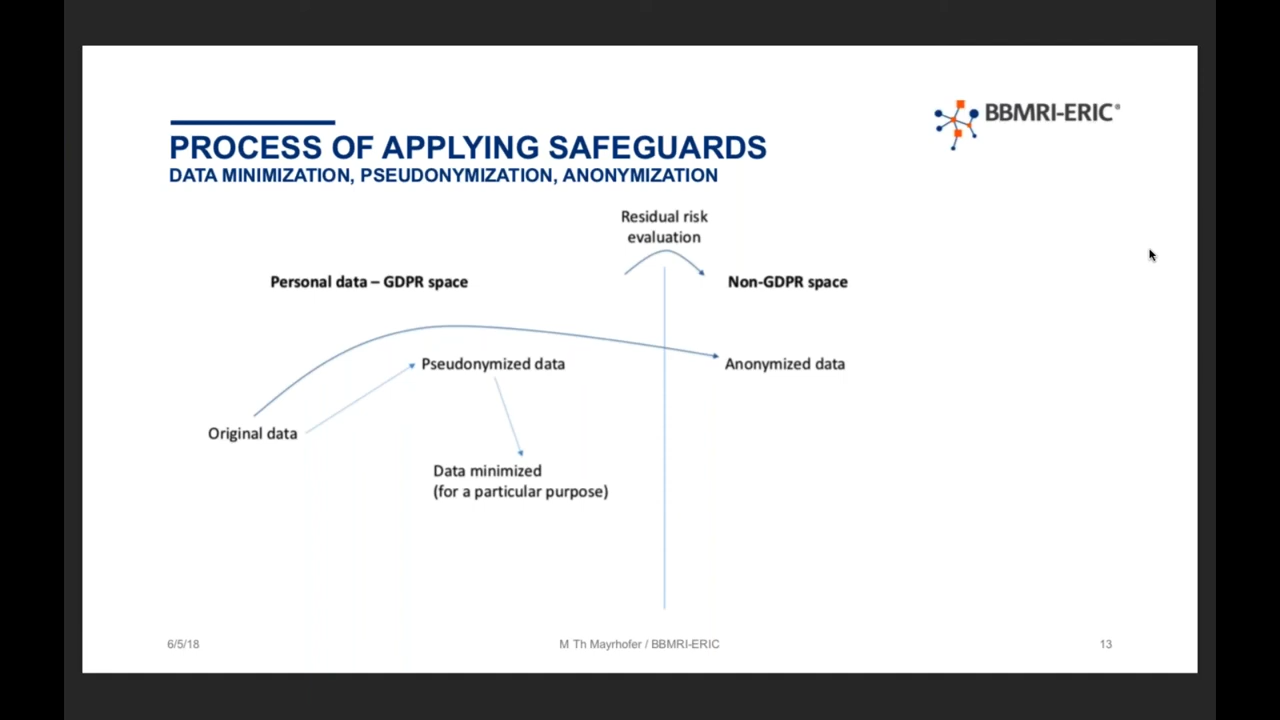 BBMRI-ERIC®
PROCESS OF APPLYING SAFEGUARDS
DATA MINIMIZATION, PSEUDONYMIZATION, ANONYMIZATION
Residual risk
evaluation
Personal data – GDPR space
Non-GDPR space
Pseudonymized data
Anonymized data
Original data
Data minimized
(for a particular purpose)
6/5/18
M Th Mayrhofer / BBMRI-ERIC
13